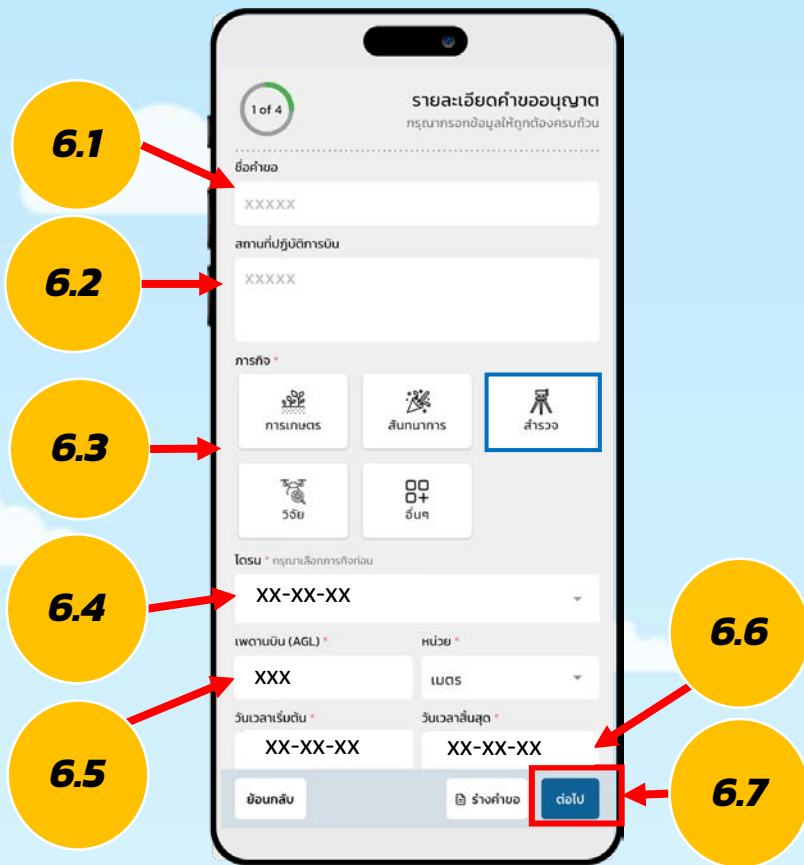 1 of 4
รายละเอียดคำขออนุญาต
กรุณากรอกข้อมูลให้ถูกต้องครบถ้วน
6.1
ชื่อคำขอ
XXXXX
6.2
สถานที่ปฏิบัติการบิน
XXXXX
6.3
ภารกิจ *
การเกษตร
สันทนาการ
สำรวจ
วิจัย
อื่นๆ
6.4
โดรน * กรุณาเลือกภารกิจก่อน
XX-XX-XX
6.5
เพดานบิน (AGL) * หน่วย *
XXX เมตร
6.6
วันเวลาเริ่มต้น * วันเวลาสิ้นสุด *
XX-XX-XX XX-XX-XX
6.7
ย้อนกลับ ร่างคำขอ ต่อไป